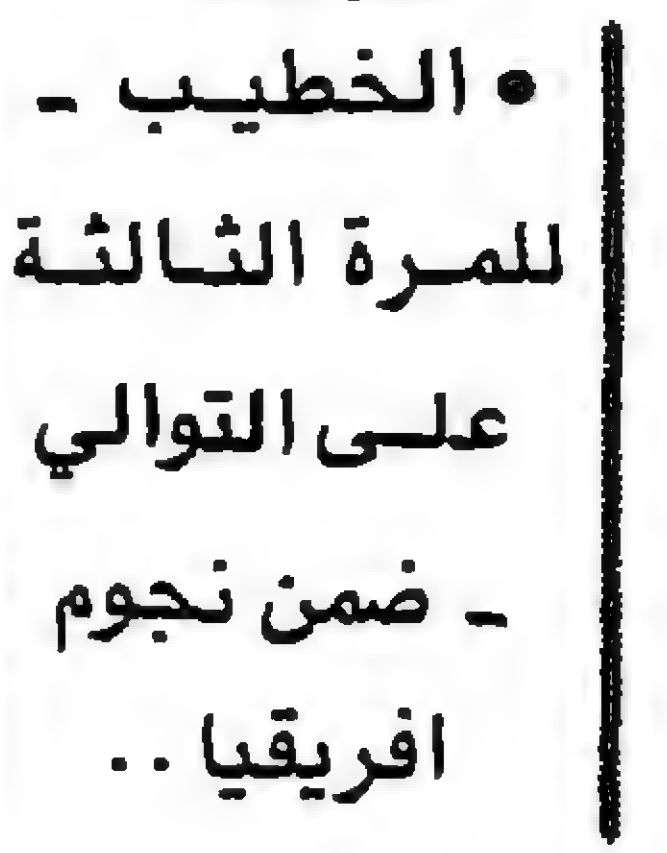 • الخطيب -
للمرة الثالثة
على التوالي
- ضمن نجوم
افريقيا ..